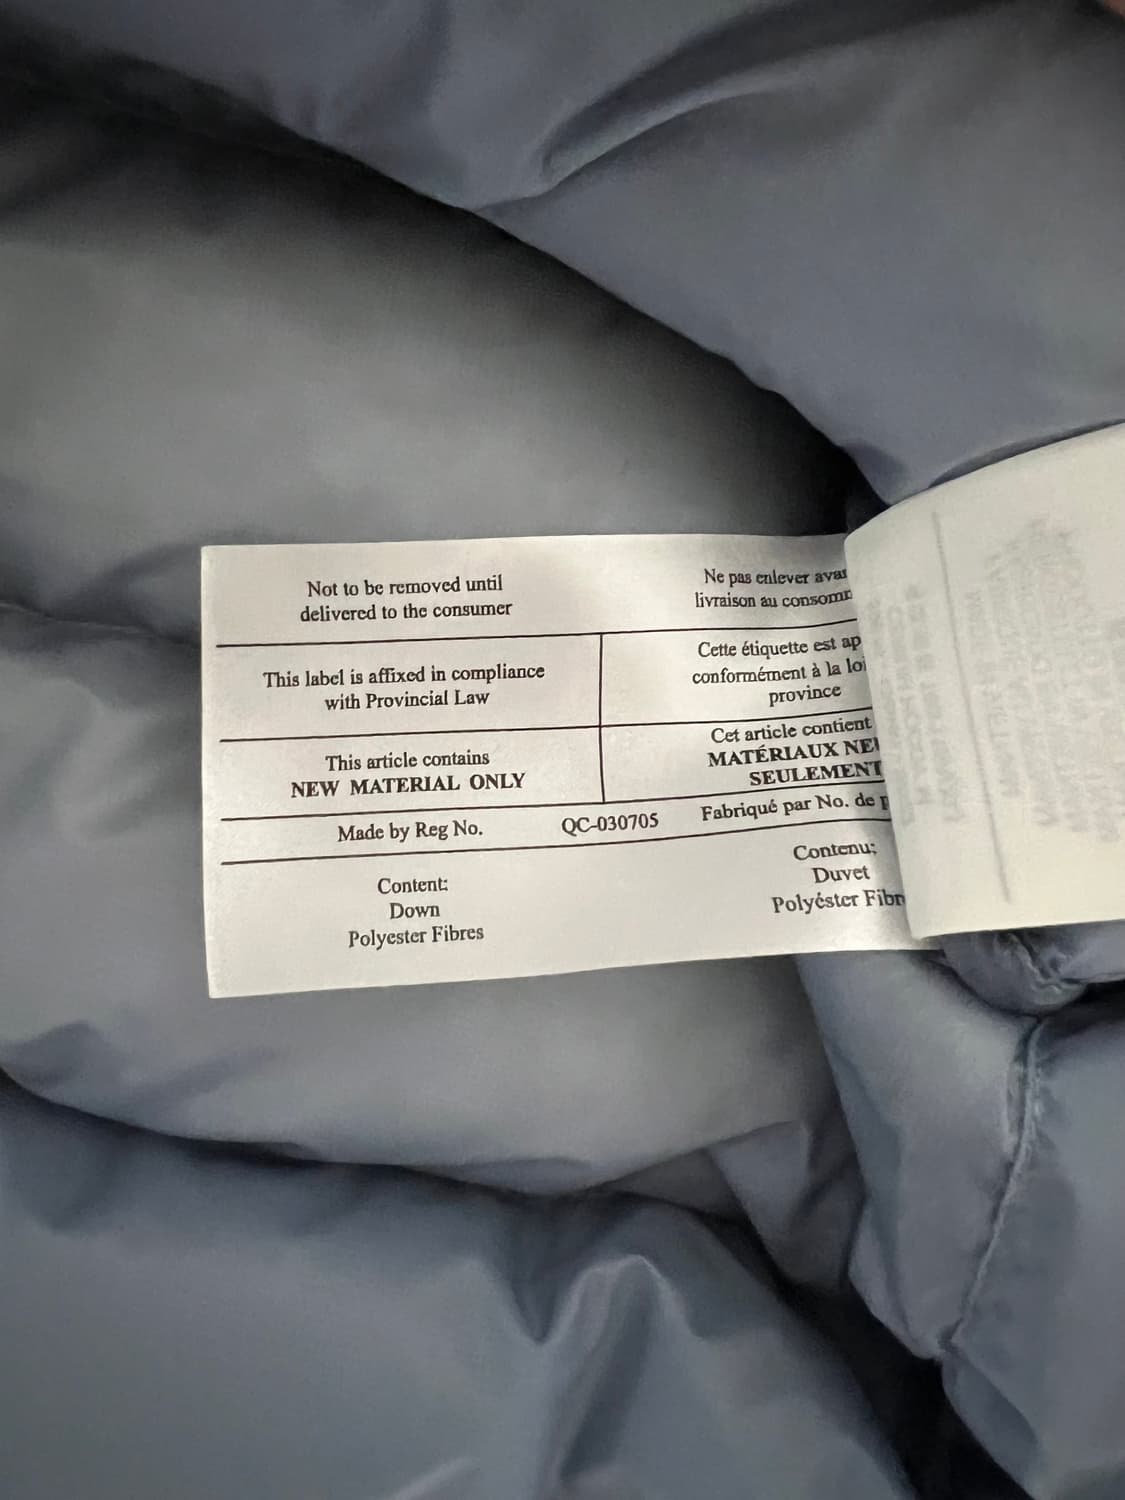 Not to be removed until
delivered to the consumer
Ne pas enlever
livraison au
This label is affixed in compliance
with Provincial Law
Cette étiquette est
conformément à la
province
This article contains
NEW MATERIAL ONLY
Cet article contient
MATÉRIAUX
SEULEMENT
Made by Reg No.
QC-030705
Fabriqué par No. de
Content:
Down
Polyester Fibres
Contenu:
Duvet
Polyéster